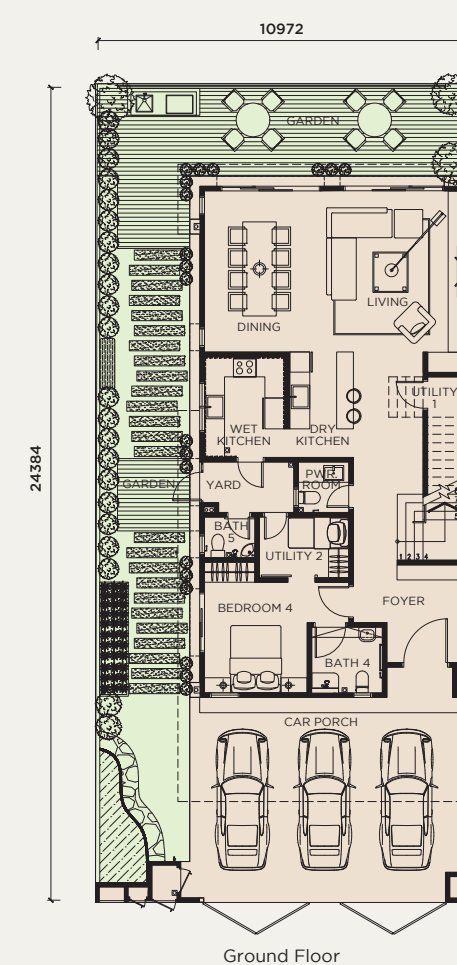 10972
GARDEN
LIVING
DINING
24384
UTILITY
1
WET
KITCHEN
DRY
KITCHEN
GARDEN
YARD
PWR
ROOM
BATH
5
UTILITY 2
1 2 3 4
BEDROOM 4
FOYER
BATH 4
CAR PORCH
Ground Floor